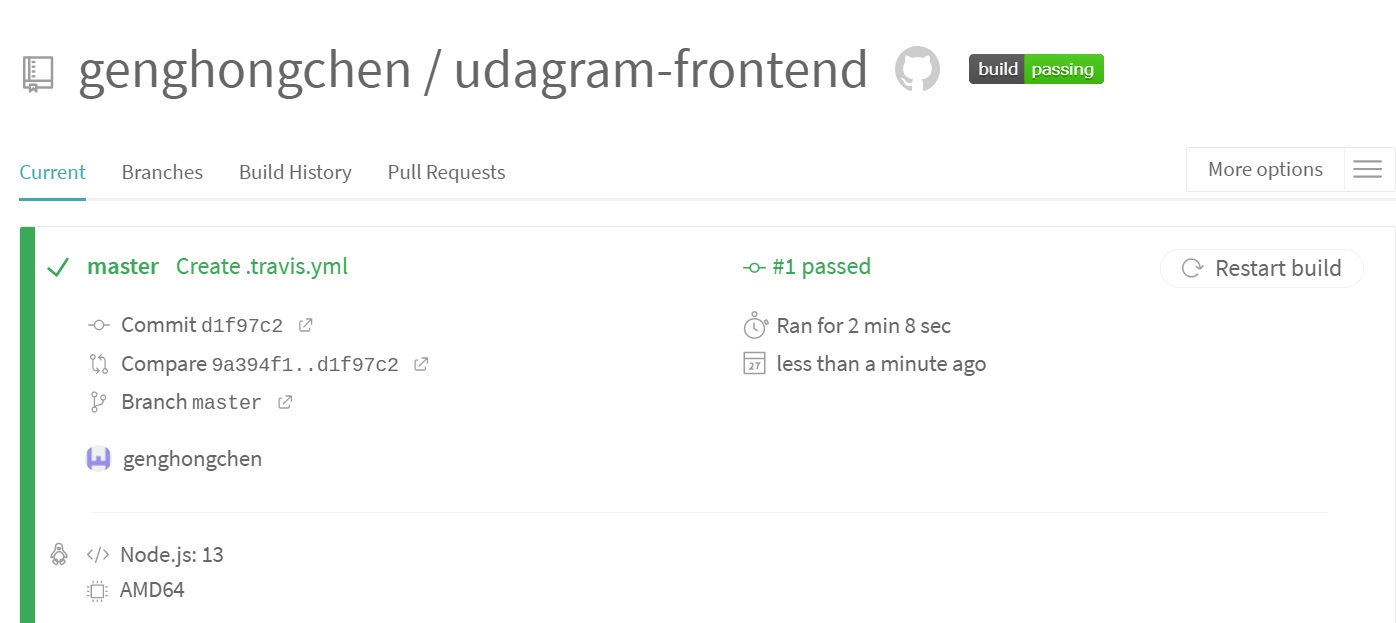 genghongchen / udagram-frontend build passing
Current Branches Build History Pull Requests More options
master Create .travis.yml #1 passed Restart build
Commit d1f97c2 Ran for 2 min 8 sec
Compare 9a394f1..d1f97c2 27 less than a minute ago
Branch master
genghongchen
</> Node.js: 13
AMD64